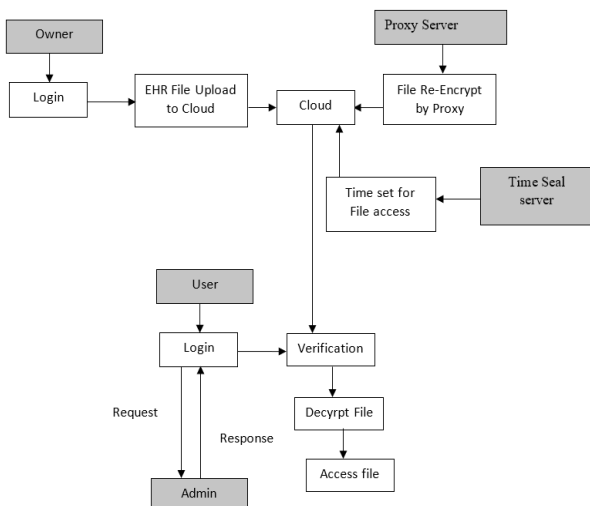 Owner
Proxy Server
Login
EHR File Upload
to Cloud
Cloud
File Re-Encrypt
by Proxy
Time set for
File access
Time Seal
server
User
Login
Verification
Request
Response
Decyrpt File
Access file
Admin